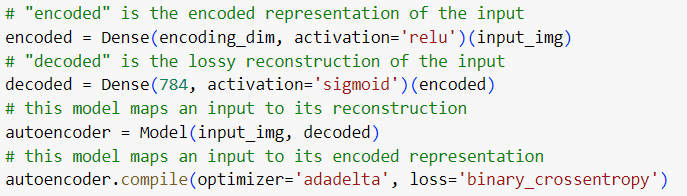 # "encoded" is the encoded representation of the input
encoded = Dense(encoding_dim, activation='relu')(input_img)
# "decoded" is the lossy reconstruction of the input
decoded = Dense(784, activation='sigmoid')(encoded)
# this model maps an input to its reconstruction
autoencoder = Model(input_img, decoded)
# this model maps an input to its encoded representation
autoencoder.compile(optimizer='adadelta', loss='binary_crossentropy')